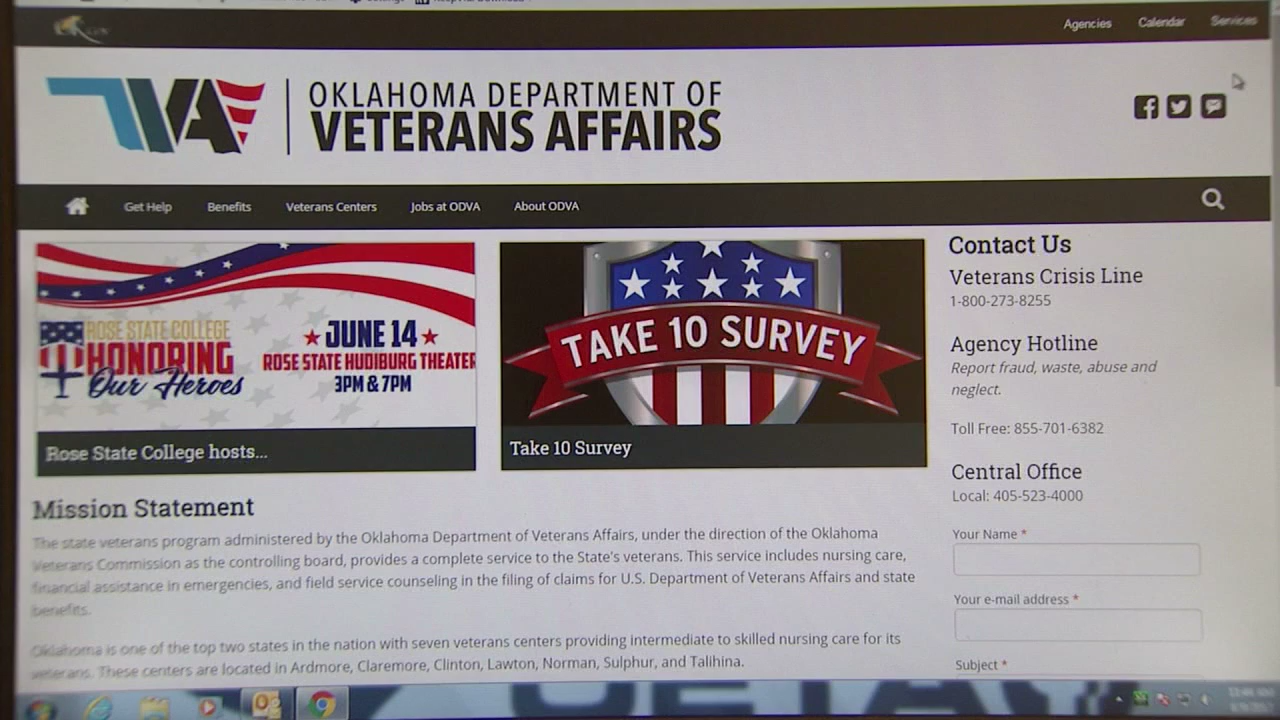 Agencies Calendar Services
OKLAHOMA DEPARTMENT OF
VETERANS AFFAIRS
Get Help Benefits Veterans Centers Jobs at ODVA About ODVA
ROSE STATE COLLEGE
HONORING
Our Heroes
JUNE 14
ROSE STATE HUDIBURG THEATER
3PM & 7PM
Rose State College hosts...
TAKE 10 SURVEY
Take 10 Survey
Mission Statement
The state veterans program administered by the Oklahoma Department of Veterans Affairs, under the direction of the Oklahoma
Veterans Commission as the controlling board, provides a complete service to the State's veterans. This service includes nursing care,
financial assistance in emergencies, and field service counseling in the filing of claims for U.S. Department of Veterans Affairs and state
benefits.
Oklahoma is one of the top two states in the nation with seven veterans centers providing intermediate to skilled nursing care for its
veterans. These centers are located in Ardmore, Claremore, Clinton, Lawton, Norman, Sulphur, and Talihina.
Contact Us
Veterans Crisis Line
1-800-273-8255
Agency Hotline
Report fraud, waste, abuse and
neglect.
Toll Free: 855-701-6382
Central Office
Local: 405-523-4000
Your Name *
Your e-mail address *
Subject *